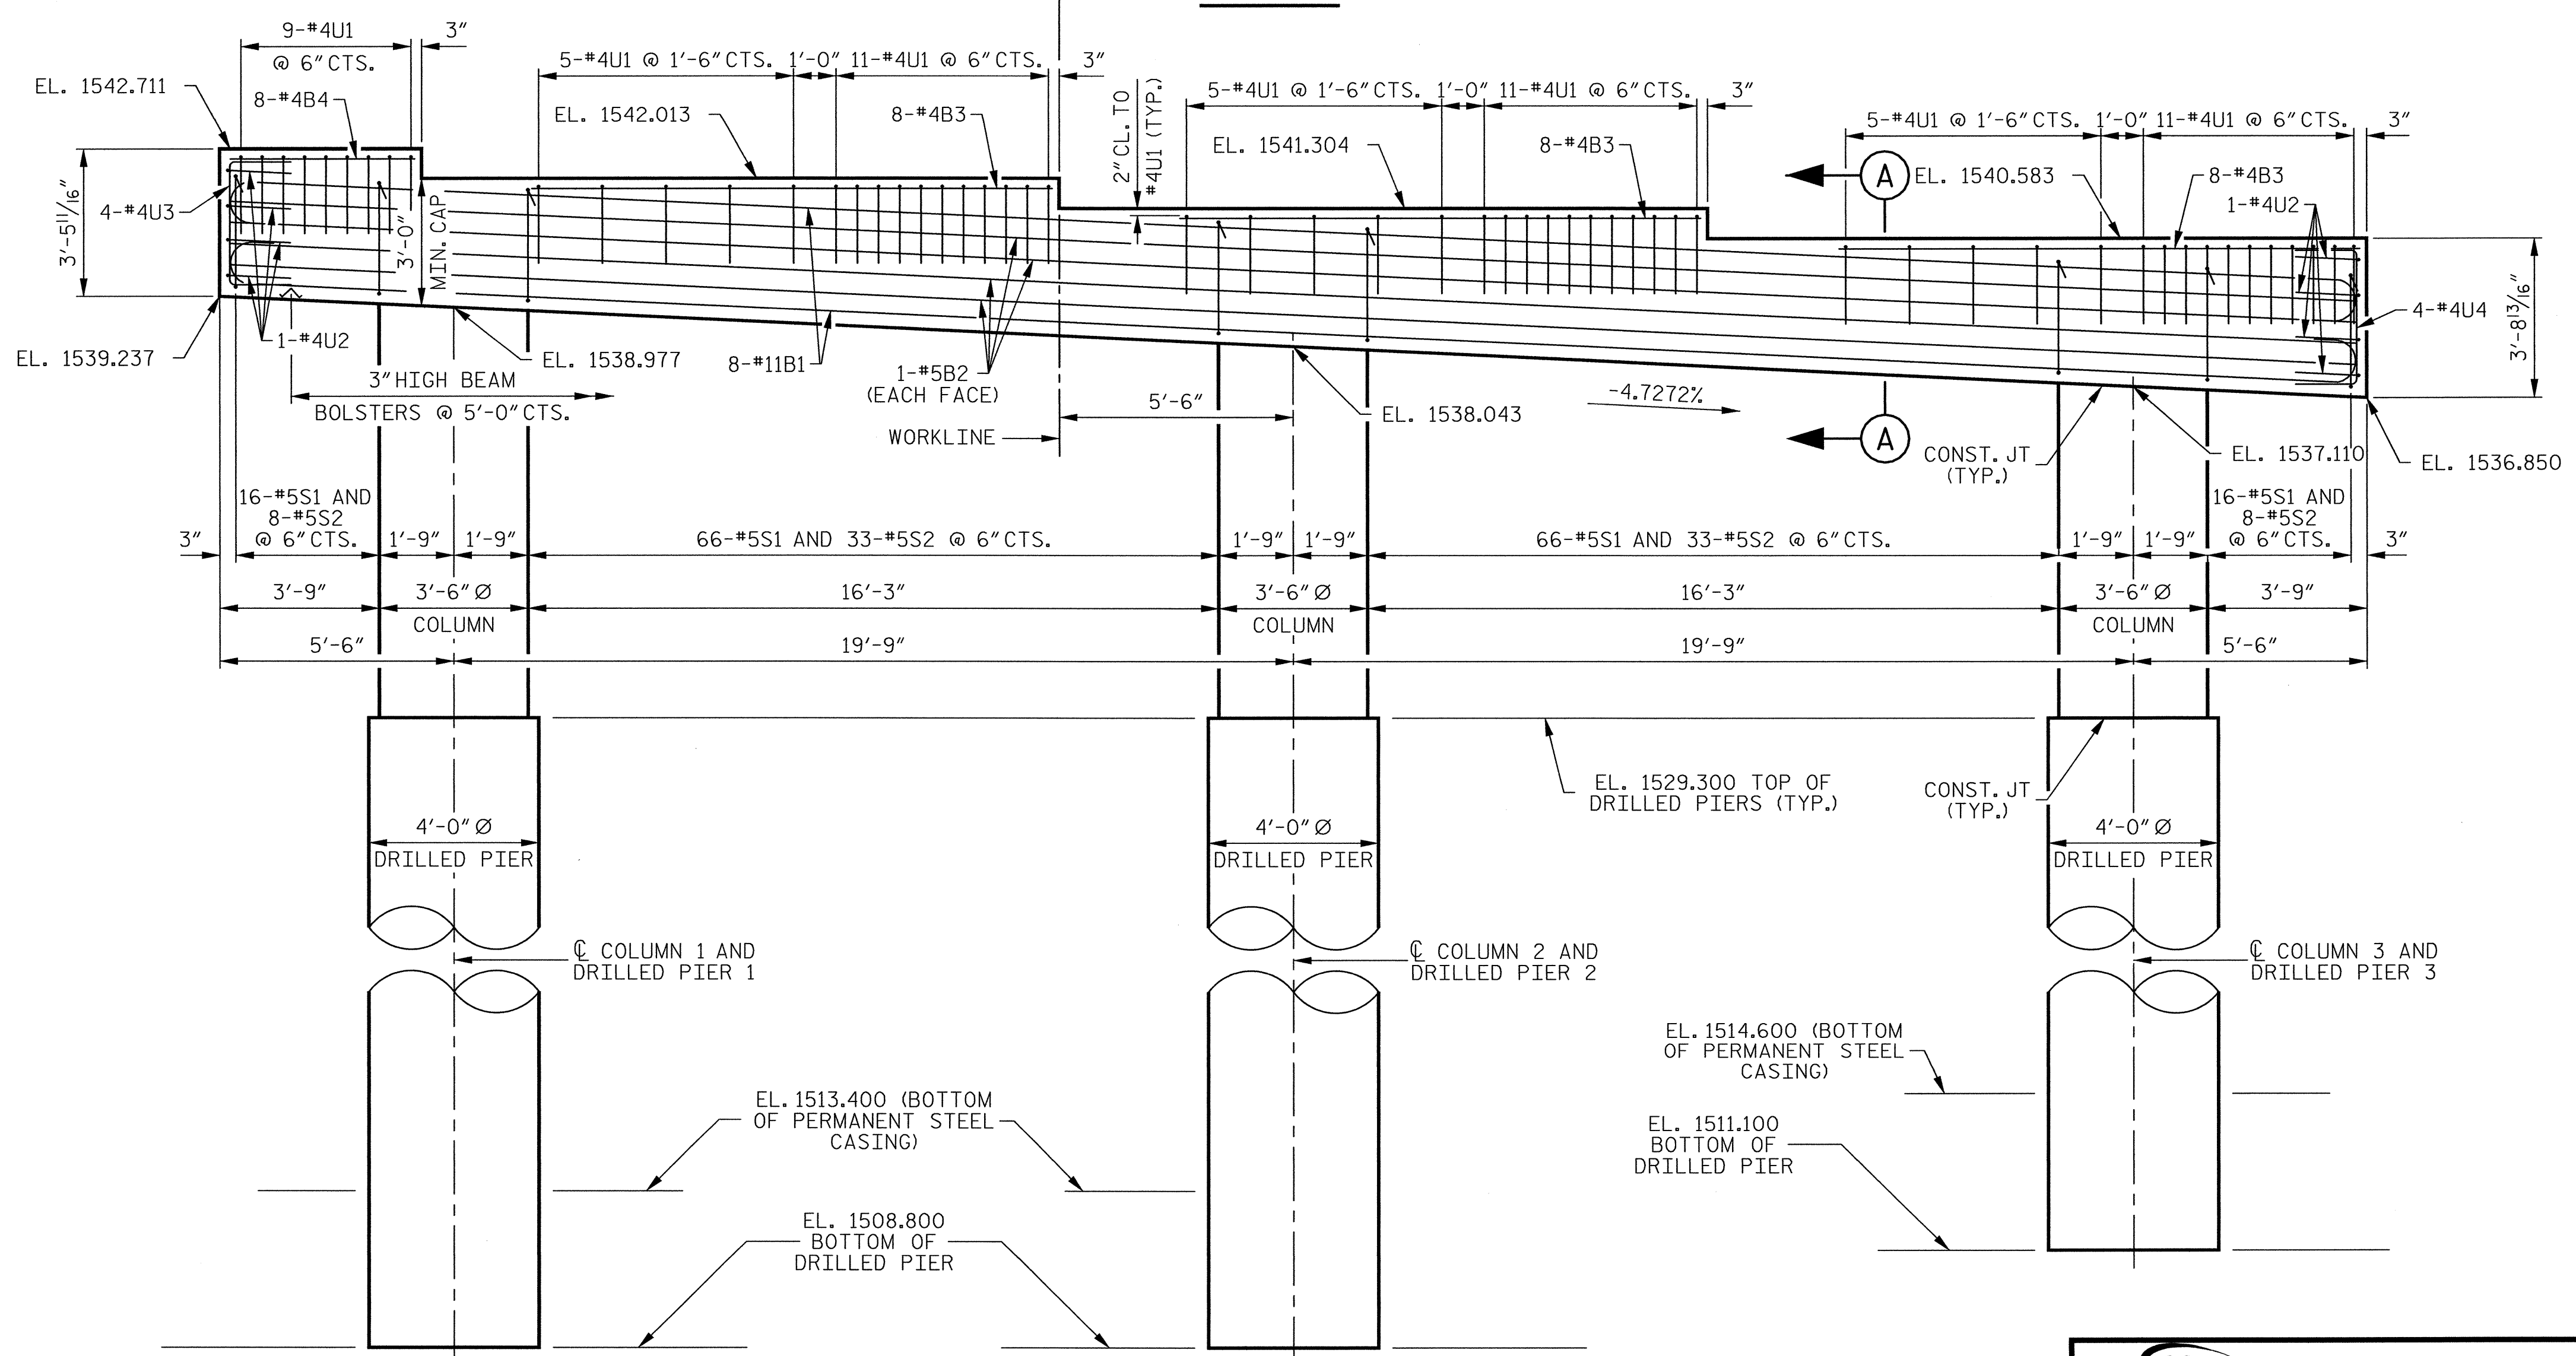 9-#4U1
@ 6" CTS.
3"
5-#4U1 @ 1'-6" CTS.
1'-0"
11-#4U1 @ 6" CTS.
3"
2" CL. TO
#4U1 (TYP.)
5-#4U1 @ 1'-6" CTS.
1'-0"
11-#4U1 @ 6" CTS.
3"
5-#4U1 @ 1'-6" CTS.
1'-0"
11-#4U1 @ 6" CTS.
3"
EL. 1542.711
8-#4B4
EL. 1542.013
8-#4B3
EL. 1541.304
8-#4B3
A
EL. 1540.583
8-#4B3
1-#4U2
3'-5 11/16"
4-#4U3
3'-0"
MIN. CAP
4-#4U4
3'-8 13/16"
1-#4U2
EL. 1539.237
EL. 1538.977
8-#11B1
1-#5B2
(EACH FACE)
3" HIGH BEAM
BOLSTERS @ 5'-0" CTS.
5'-6"
WORKLINE
EL. 1538.043
-4.7272%
A
CONST. JT
(TYP.)
EL. 1537.110
EL. 1536.850
16-#5S1 AND
8-#5S2
@ 6" CTS.
3"
1'-9"
1'-9"
66-#5S1 AND 33-#5S2 @ 6" CTS.
1'-9"
1'-9"
66-#5S1 AND 33-#5S2 @ 6" CTS.
1'-9"
1'-9"
16-#5S1 AND
8-#5S2
@ 6" CTS.
3"
3'-9"
3'-6" Ø
COLUMN
16'-3"
3'-6" Ø
COLUMN
16'-3"
3'-6" Ø
COLUMN
3'-9"
5'-6"
19'-9"
19'-9"
5'-6"
EL. 1529.300 TOP OF
DRILLED PIERS (TYP.)
CONST. JT
(TYP.)
4'-0" Ø
DRILLED PIER
4'-0" Ø
DRILLED PIER
4'-0" Ø
DRILLED PIER
℄ COLUMN 1 AND
DRILLED PIER 1
℄ COLUMN 2 AND
DRILLED PIER 2
℄ COLUMN 3 AND
DRILLED PIER 3
EL. 1514.600 (BOTTOM
OF PERMANENT STEEL
CASING)
EL. 1513.400 (BOTTOM
OF PERMANENT STEEL
CASING)
EL. 1511.100
BOTTOM OF
DRILLED PIER
EL. 1508.800
BOTTOM OF
DRILLED PIER